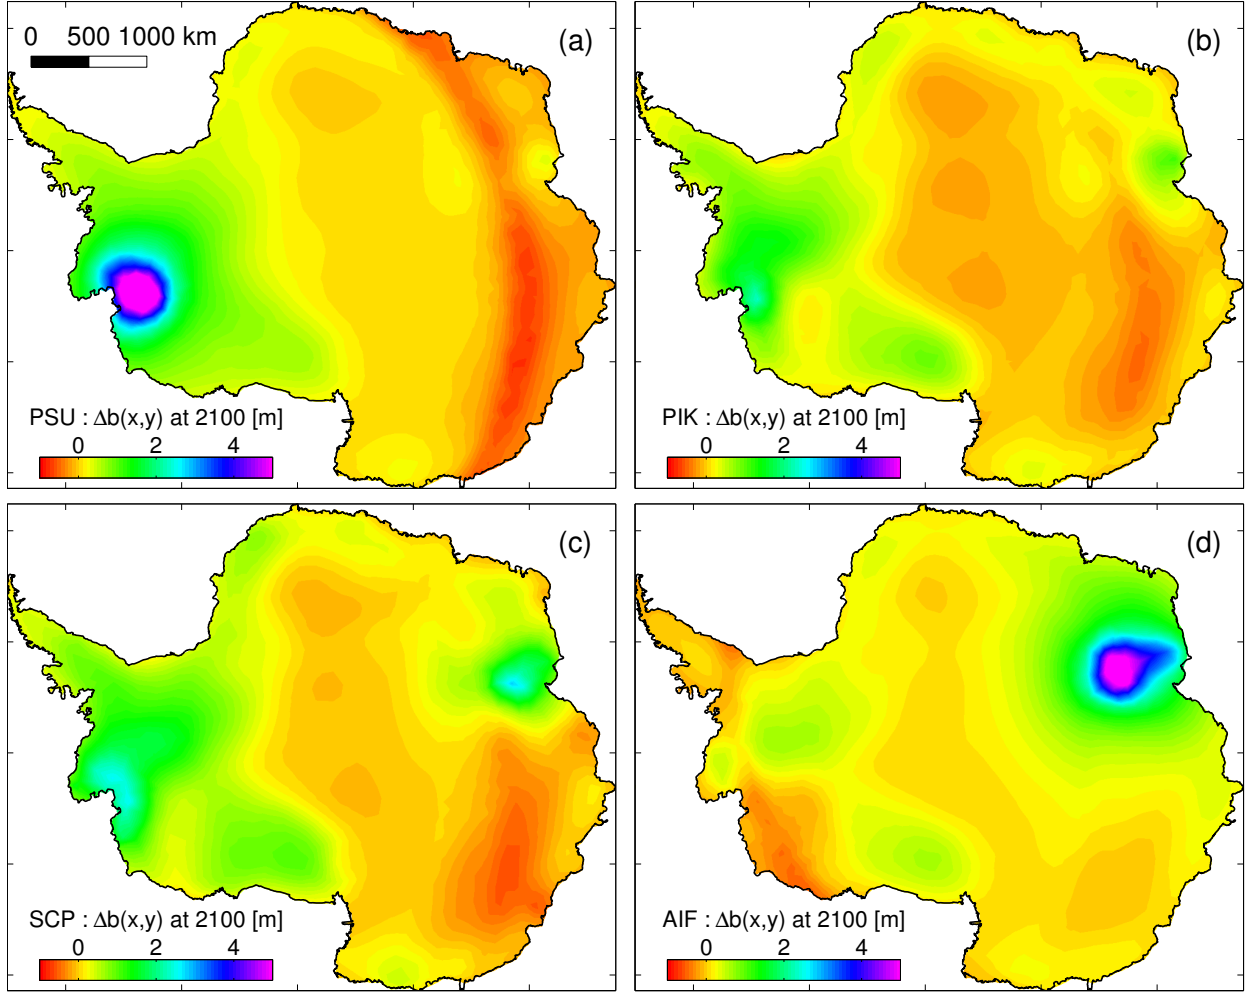 0 500 1000 km
(a)
PSU : Δb(x,y) at 2100 [m]
0 2 4
(b)
PIK : Δb(x,y) at 2100 [m]
0 2 4
(c)
SCP : Δb(x,y) at 2100 [m]
0 2 4
(d)
AIF : Δb(x,y) at 2100 [m]
0 2 4